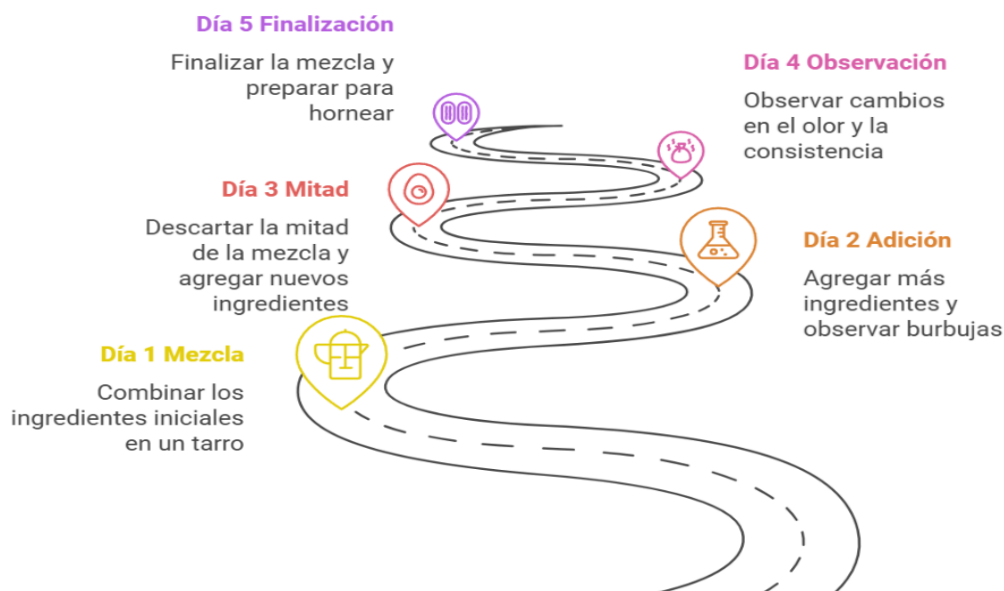 Día 5 Finalización
Finalizar la mezcla y
preparar para
hornear
Día 4 Observación
Observar cambios
en el olor y la
consistencia
Día 3 Mitad
Descartar la mitad
de la mezcla y
agregar nuevos
ingredientes
Día 2 Adición
Agregar más
ingredientes y
observar burbujas
Día 1 Mezcla
Combinar los
ingredientes iniciales
en un tarro